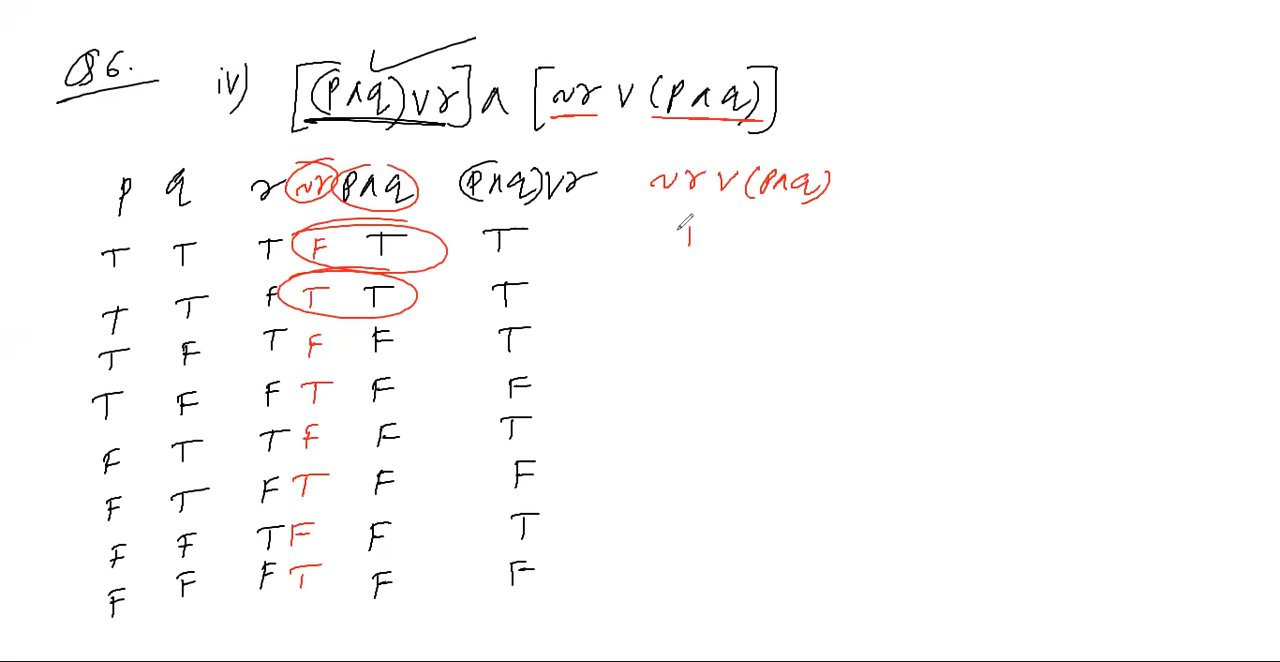 Q6. iv) [(p∧q)∨r] ∧ [~r ∨ (p∧q)]
p q r ~r p∧q (p∧q)∨r ~r ∨ (p∧q)
T T T F T T T
T T F T T T
T F T F F T
T F F T F F
F T T F F T
F T F T F F
F F T F F T
F F F T F F